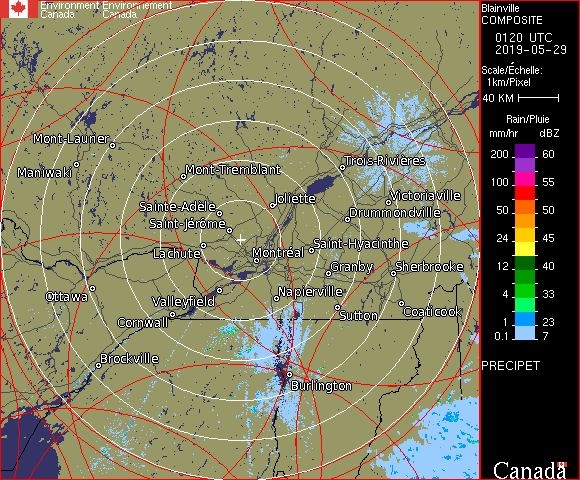 Environment Environnement
Canada Canada
Blainville
COMPOSITE
0120 UTC
2019-05-29
Scale/Échelle:
1km/Pixel
40 KM
Rain/Pluie
mm/hr dBZ
200 60
100 55
50 50
24 45
12 40
4 33
1 23
0.1 7
PRECIPET
Canada
Mont-Laurier
Maniwaki
Mont-Tremblant
Trois-Rivières
Sainte-Adèle
Joliette
Victoriaville
Saint-Jérôme
Drummondville
Lachute
Montréal
Saint-Hyacinthe
Granby
Sherbrooke
Ottawa
Valleyfield
Napierville
Cornwall
Sutton
Coaticook
Brockville
Burlington